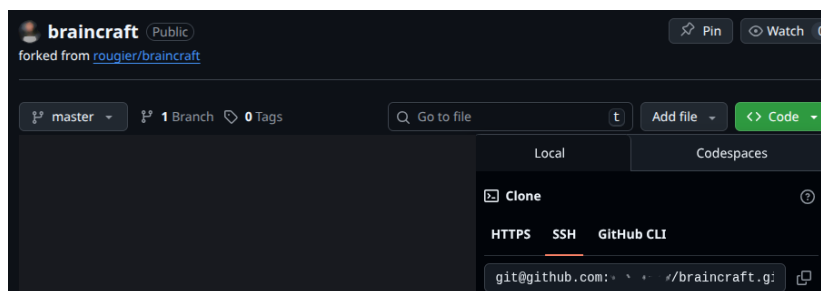 braincraft Public
Pin
Watch
forked from rougier/braincraft
master
1 Branch
0 Tags
Go to file
t
Add file
Code
Local
Codespaces
Clone
HTTPS
SSH
GitHub CLI
git@github.com: /braincraft.gi